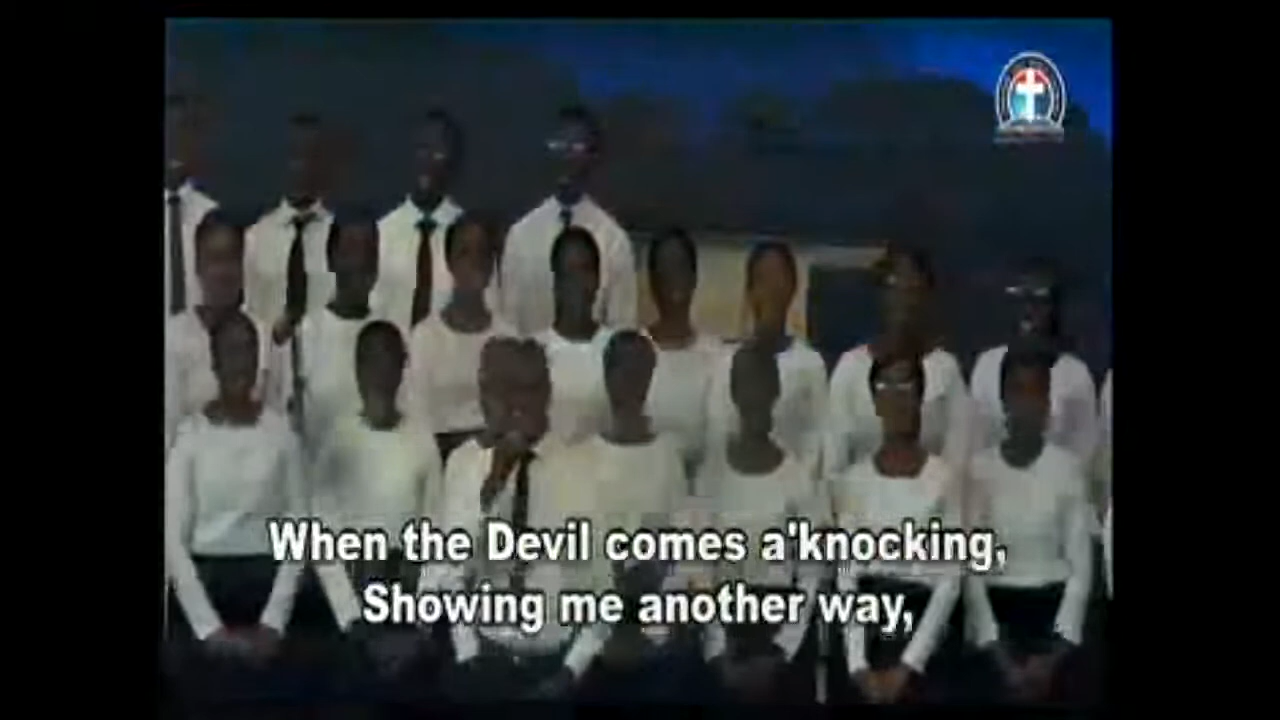 When the Devil comes a'knocking,
Showing me another way,